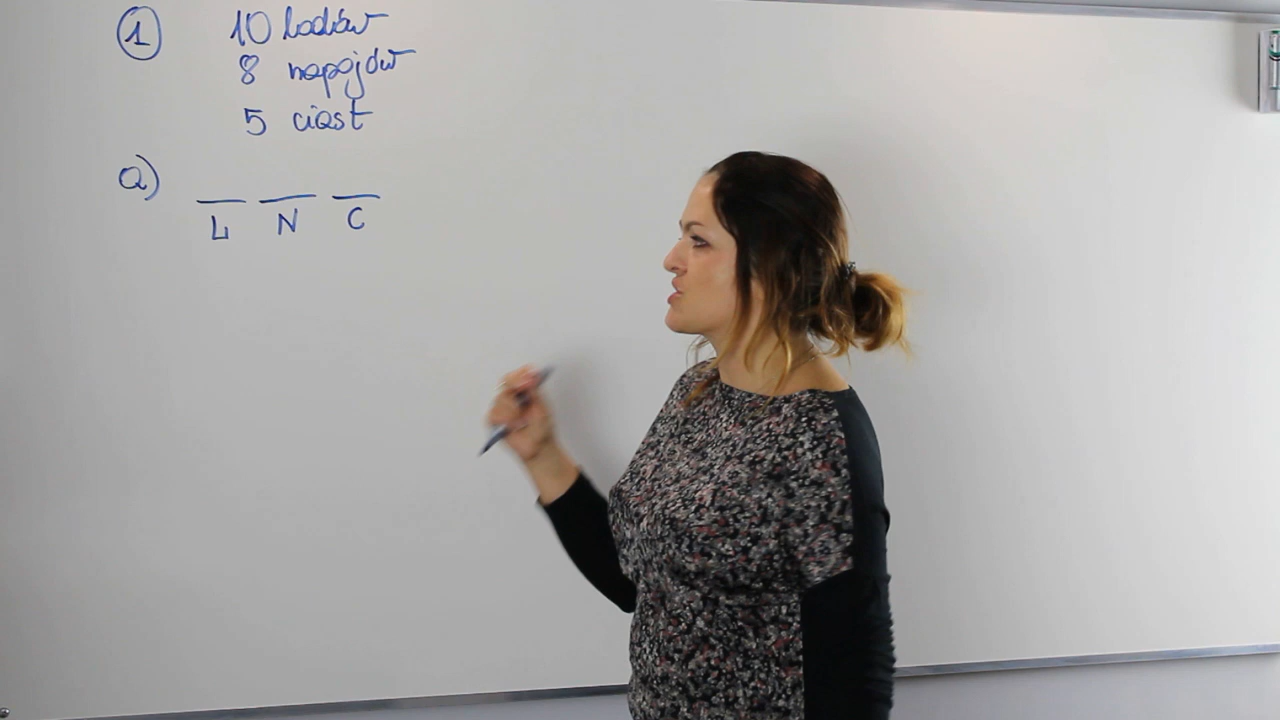 ① 10 lodów
8 napojów
5 ciast
a) _ _ _
L N C